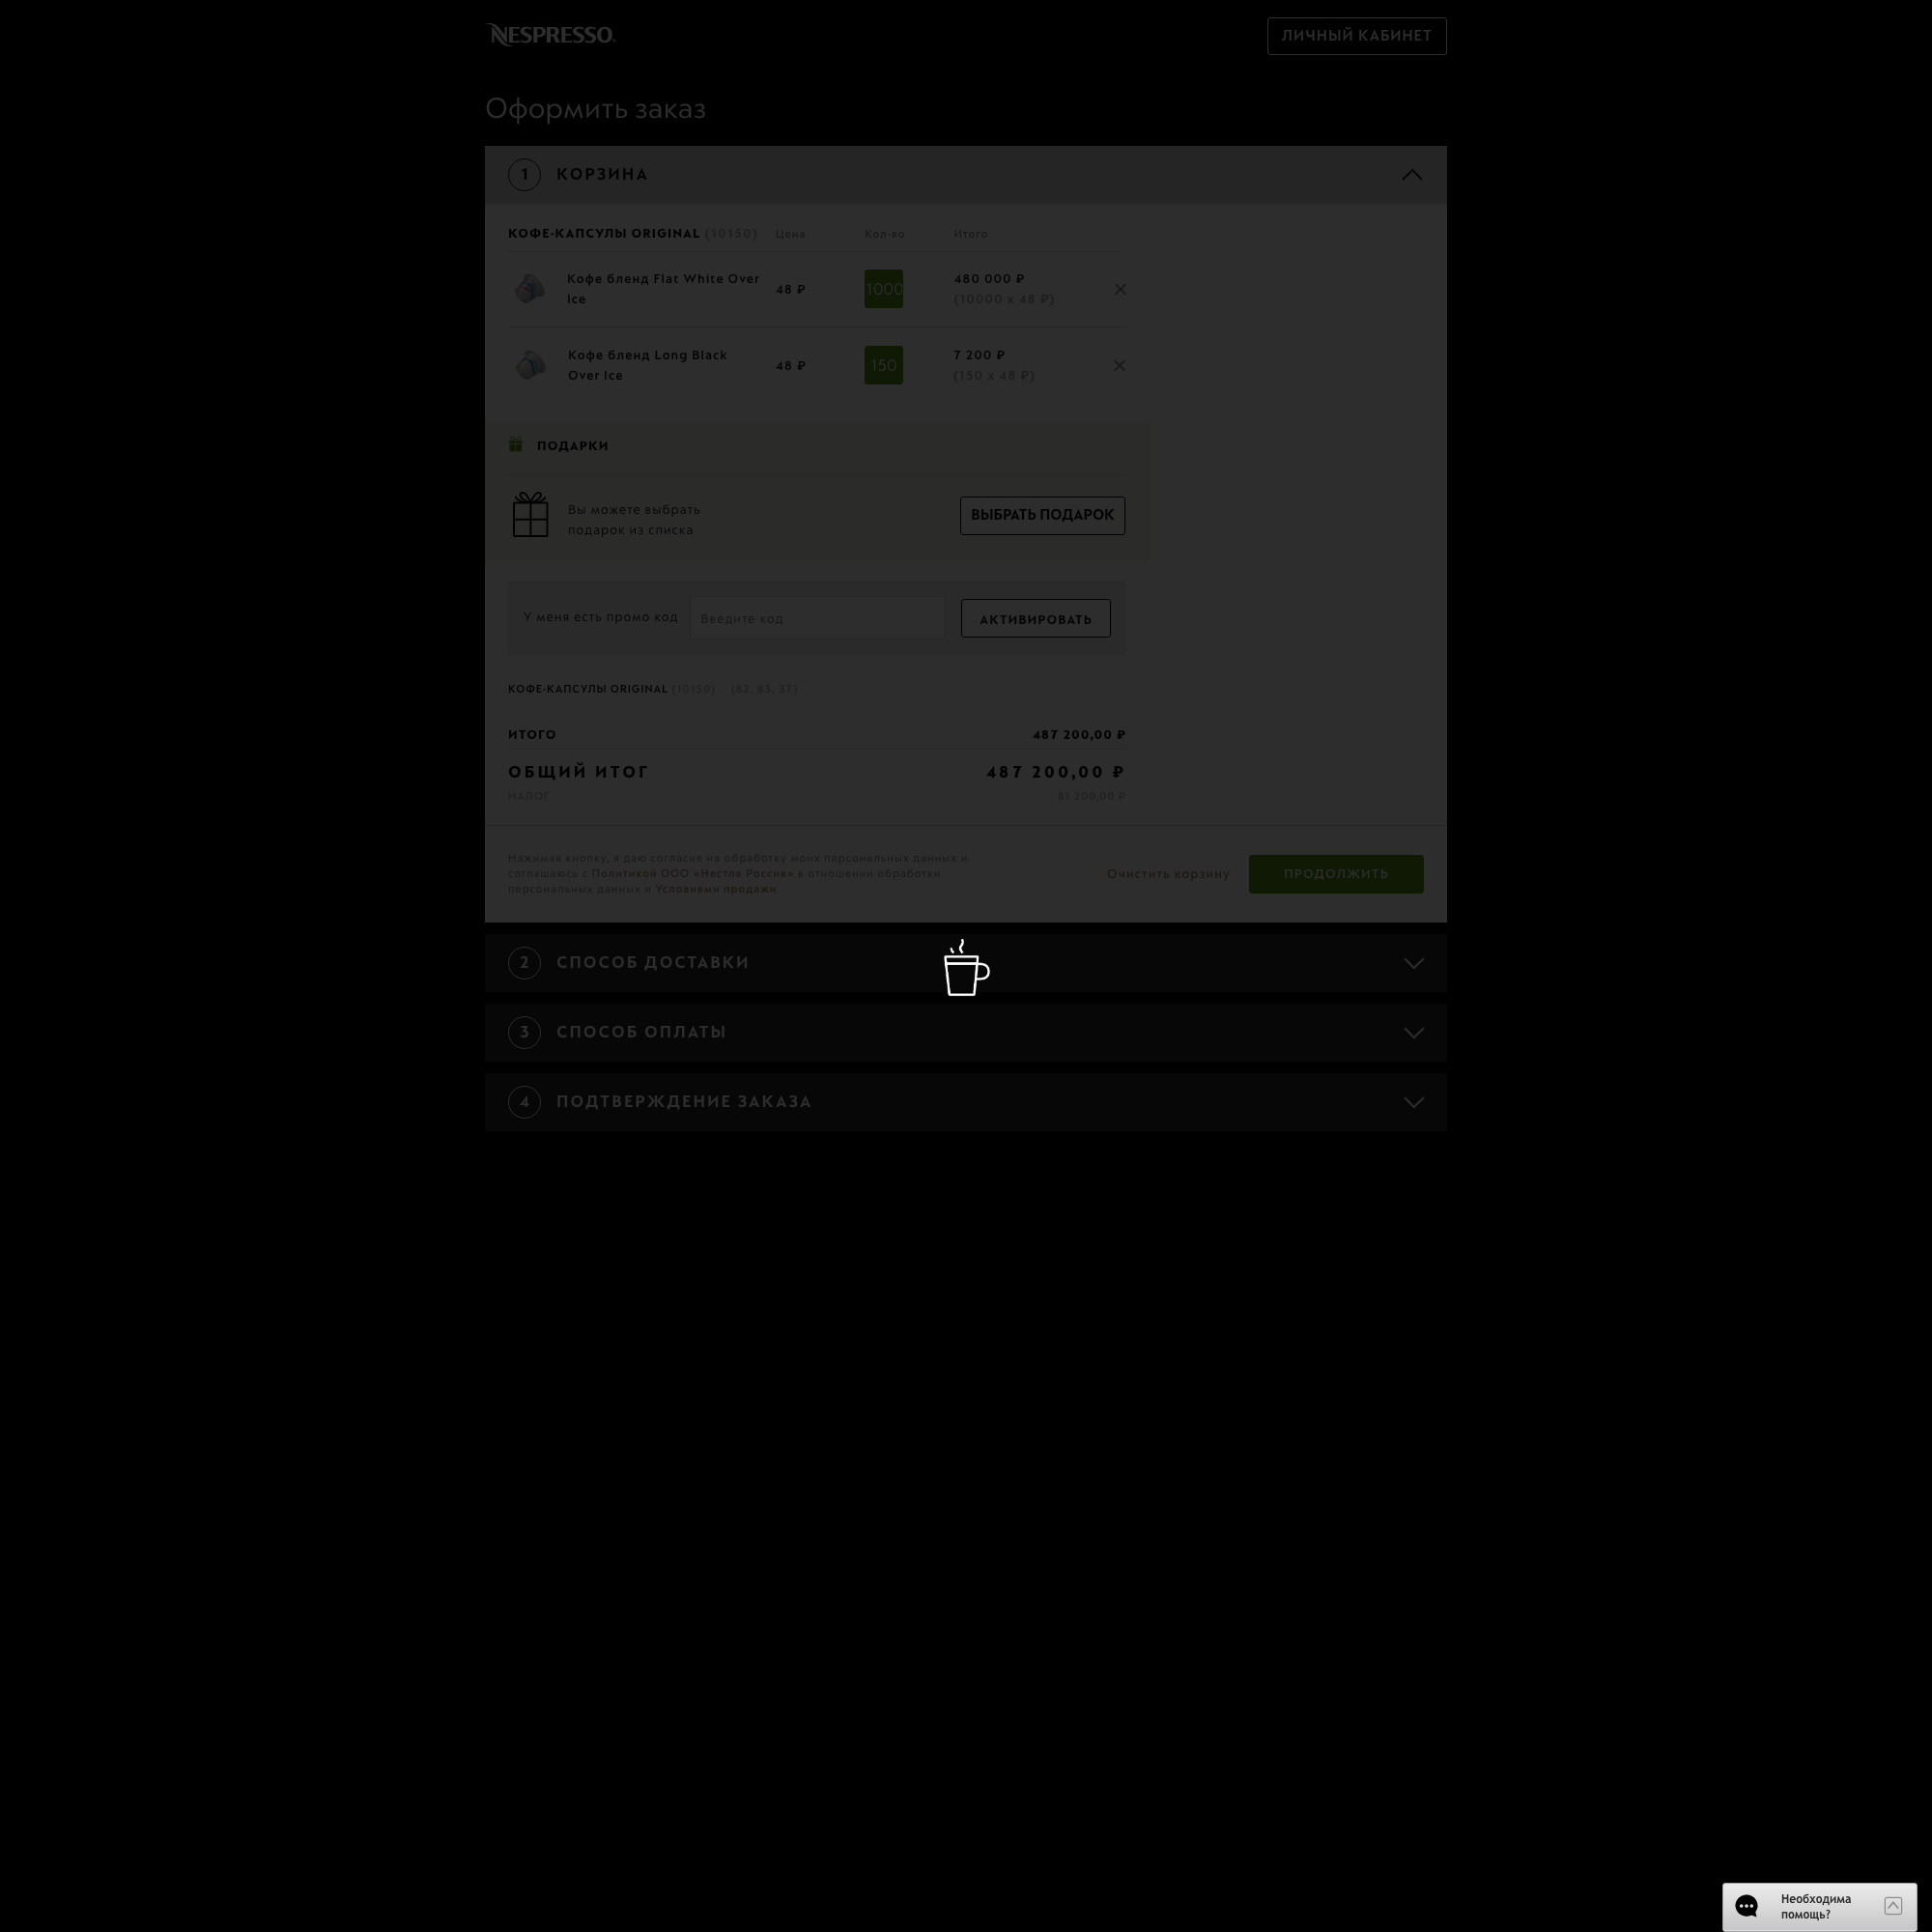 NESPRESSO.
ЛИЧНЫЙ КАБИНЕТ
Оформить заказ
1 КОРЗИНА
КОФЕ-КАПСУЛЫ ORIGINAL (10150) Цена Кол-во Итого
Кофе бленд Flat White Over
Ice
48 ₽
1000
480 000 ₽
(10000 x 48 ₽)
Кофе бленд Long Black
Over Ice
48 ₽
150
7 200 ₽
(150 x 48 ₽)
ПОДАРКИ
Вы можете выбрать
подарок из списка
ВЫБРАТЬ ПОДАРОК
У меня есть промо код
Введите код
АКТИВИРОВАТЬ
КОФЕ-КАПСУЛЫ ORIGINAL (10150)
ИТОГО 487 200,00 ₽
ОБЩИЙ ИТОГ 487 200,00 ₽
НАЛОГ 81 200,00 ₽
Нажимая кнопку, я даю согласие на обработку моих персональных данных и
соглашаюсь с Политикой ООО «Нестле Россия» в отношении обработки
персональных данных и Условиями продажи
Очистить корзину
ПРОДОЛЖИТЬ
2 СПОСОБ ДОСТАВКИ
3 СПОСОБ ОПЛАТЫ
4 ПОДТВЕРЖДЕНИЕ ЗАКАЗА
Необходима
помощь?